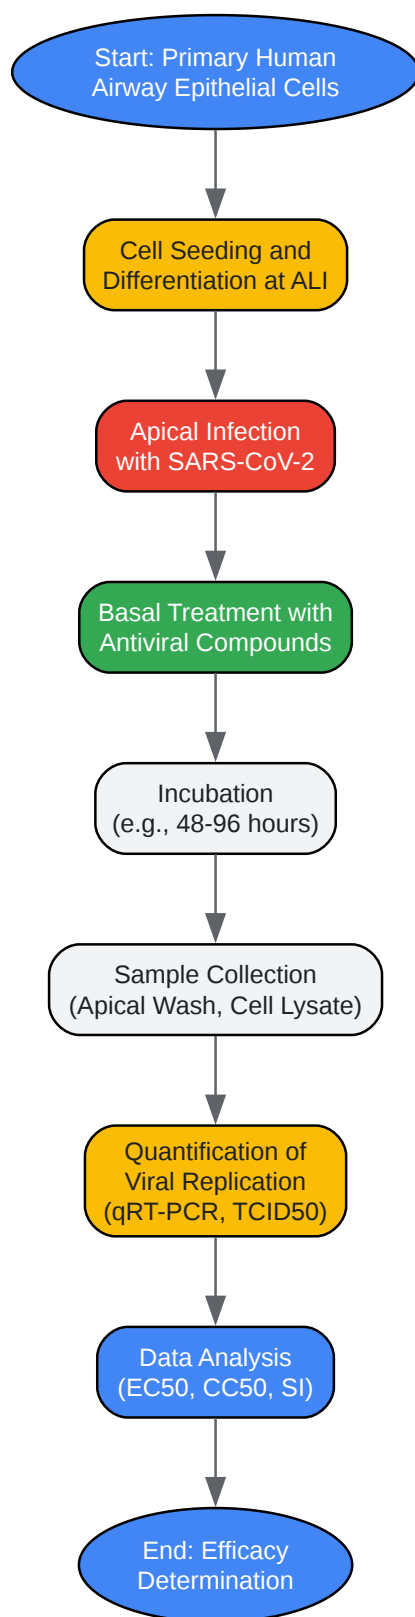 Start: Primary Human
Airway Epithelial Cells
Cell Seeding and
Differentiation at ALI
Apical Infection
with SARS-CoV-2
Basal Treatment with
Antiviral Compounds
Incubation
(e.g., 48-96 hours)
Sample Collection
(Apical Wash, Cell Lysate)
Quantification of
Viral Replication
(qRT-PCR, TCID50)
Data Analysis
(EC50, CC50, SI)
End: Efficacy
Determination